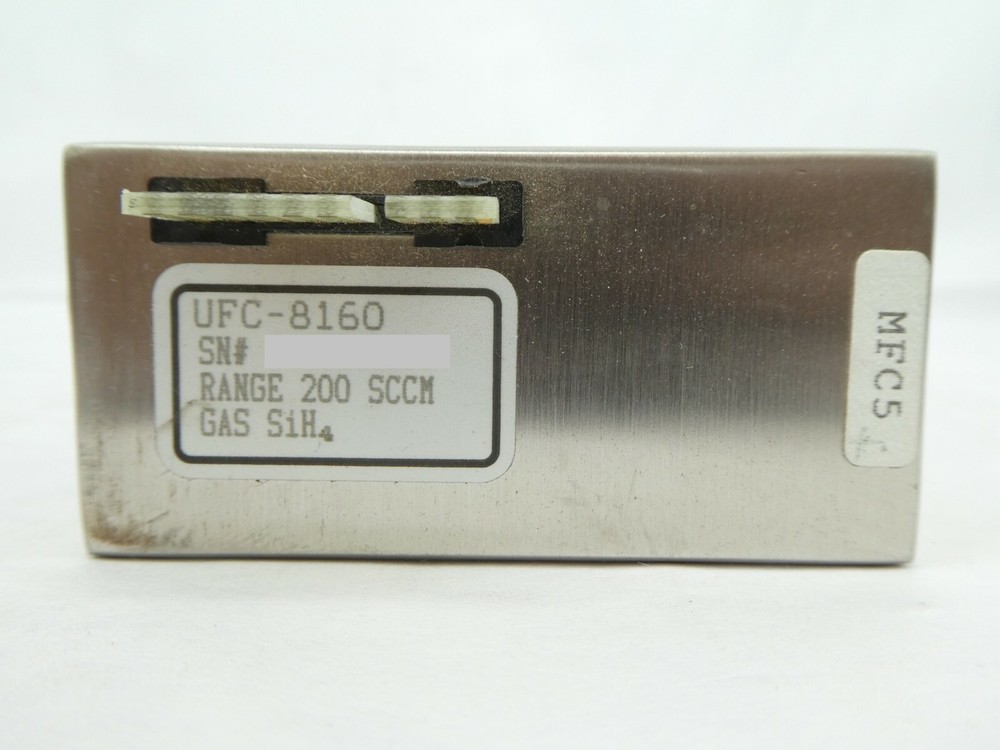 UFC-8160
SN#
RANGE 200 SCCM
GAS SiH₄
MFC5